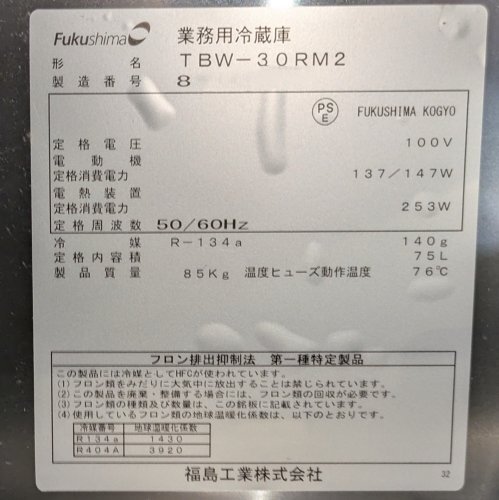 Fukushima 業務用冷蔵庫
形 名 TBW-30RM2
製造番号 8
PSE FUKUSHIMA KOGYO
定格電圧 100V
電動機
定格消費電力 137/147W
電熱装置
定格消費電力 253W
定格周波数 50/60Hz
冷 媒 R-134a 140g
定格内容積 75L
製品質量 85Kg 温度ヒューズ動作温度 76℃
フロン排出抑制法 第一種特定製品
この製品には冷媒としてHFCが使われています。
(1)フロン類をみだりに大気中に放出することは禁じられています。
(2)この製品を廃棄・整備する場合には、フロン類の回収が必要です。
(3)フロン類の種類及び数量は、この銘板に記載されています。
(4)使用しているフロン類の地球温暖化係数は、以下のとおりです。
冷媒番号 地球温暖化係数
R134a 1430
R404A 3920
福島工業株式会社
32